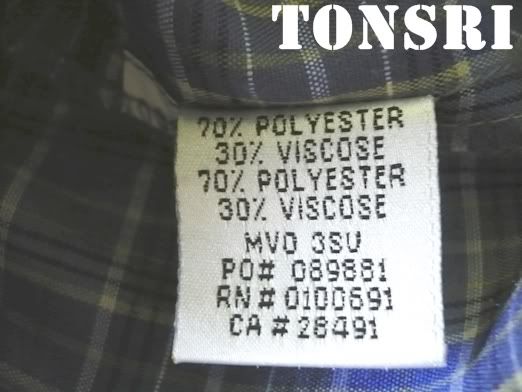 TONSRI
70% POLYESTER
30% VISCOSE
70% POLYESTER
30% VISCOSE
MVD 3SU
PO# 089881
RN# 0100691
CA# 26491